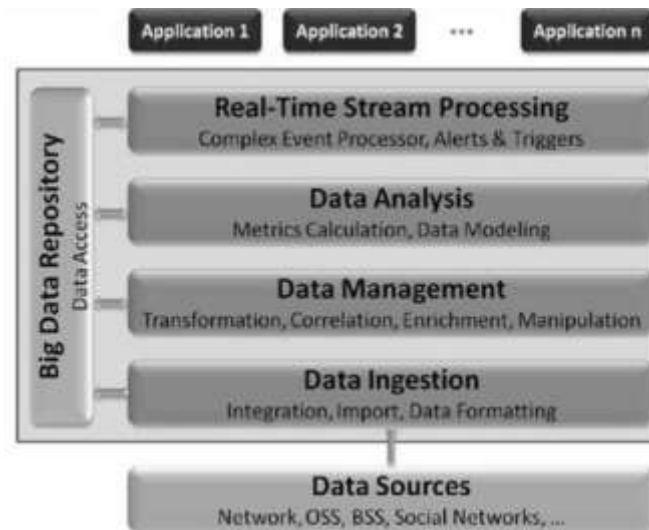 Application 1
Application 2
...
Application n
Big Data Repository
Data Access
Real-Time Stream Processing
Complex Event Processor, Alerts & Triggers
Data Analysis
Metrics Calculation, Data Modeling
Data Management
Transformation, Correlation, Enrichment, Manipulation
Data Ingestion
Integration, Import, Data Formatting
Data Sources
Network, OSS, BSS, Social Networks, ...